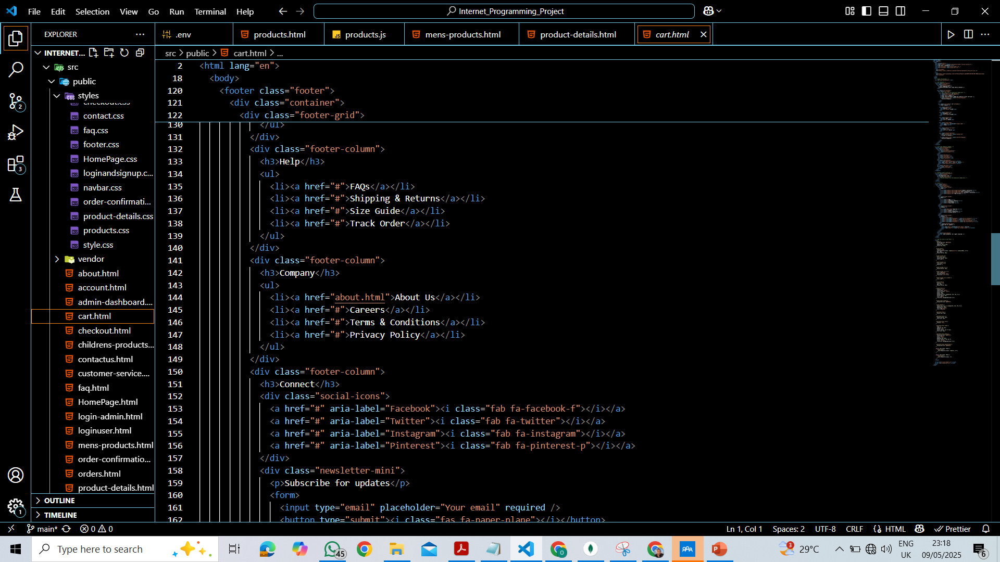 File Edit Selection View Go Run Terminal Help
Internet_Programming_Project
EXPLORER
.env
products.html
products.js
mens-products.html
product-details.html
cart.html
INTERNET...
src > public > cart.html > ...
src
public
styles
checkout.css
contact.css
faq.css
footer.css
HomePage.css
loginandsignup.c...
navbar.css
order-confirmati...
product-details.css
products.css
style.css
vendor
about.html
account.html
admin-dashboard....
cart.html
checkout.html
childrens-products...
contactus.html
customer-service....
faq.html
HomePage.html
login-admin.html
loginuser.html
mens-products.html
order-confirmatio...
orders.html
product-details.html
OUTLINE
TIMELINE
2 <html lang="en">
18 <body>
120 <footer class="footer">
121 <div class="container">
122 <div class="footer-grid">
130 </ul>
131 </div>
132 <div class="footer-column">
133 <h3>Help</h3>
134 <ul>
135 <li><a href="#">FAQs</a></li>
136 <li><a href="#">Shipping & Returns</a></li>
137 <li><a href="#">Size Guide</a></li>
138 <li><a href="#">Track Order</a></li>
139 </ul>
140 </div>
141 <div class="footer-column">
142 <h3>Company</h3>
143 <ul>
144 <li><a href="about.html">About Us</a></li>
145 <li><a href="#">Careers</a></li>
146 <li><a href="#">Terms & Conditions</a></li>
147 <li><a href="#">Privacy Policy</a></li>
148 </ul>
149 </div>
150 <div class="footer-column">
151 <h3>Connect</h3>
152 <div class="social-icons">
153 <a href="#" aria-label="Facebook"><i class="fab fa-facebook-f"></i></a>
154 <a href="#" aria-label="Twitter"><i class="fab fa-twitter"></i></a>
155 <a href="#" aria-label="Instagram"><i class="fab fa-instagram"></i></a>
156 <a href="#" aria-label="Pinterest"><i class="fab fa-pinterest-p"></i></a>
157 </div>
158 <div class="newsletter-mini">
159 <p>Subscribe for updates</p>
160 <form>
161 <input type="email" placeholder="Your email" required />
162 <button type="submit"><i class="fas fa-paper-plane"></i></button>
2
3
1
main* 0 0
Ln 1, Col 1 Spaces: 2 UTF-8 CRLF HTML Prettier
Type here to search
45
3 29°C
ENG
UK
23:18
09/05/2025
6